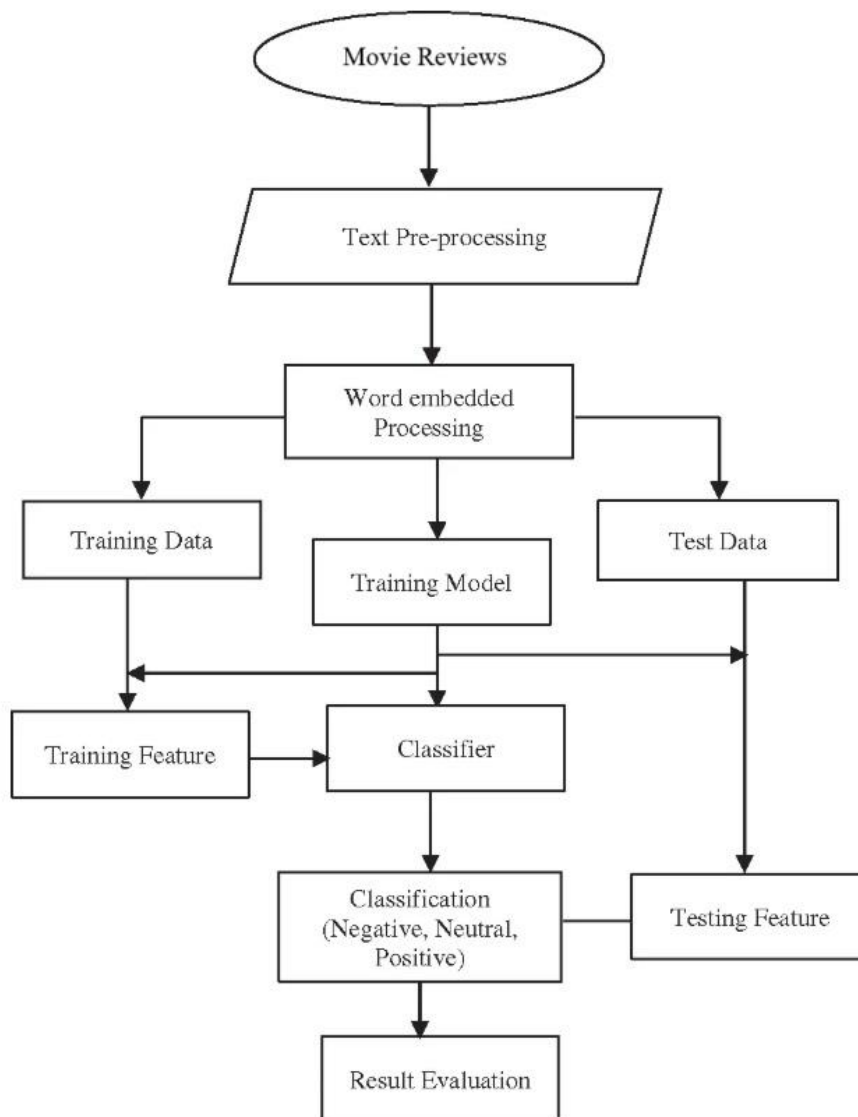 Movie Reviews
Text Pre-processing
Word embedded
Processing
Training Data
Test Data
Training Model
Training Feature
Classifier
Classification
(Negative, Neutral,
Positive)
Testing Feature
Result Evaluation